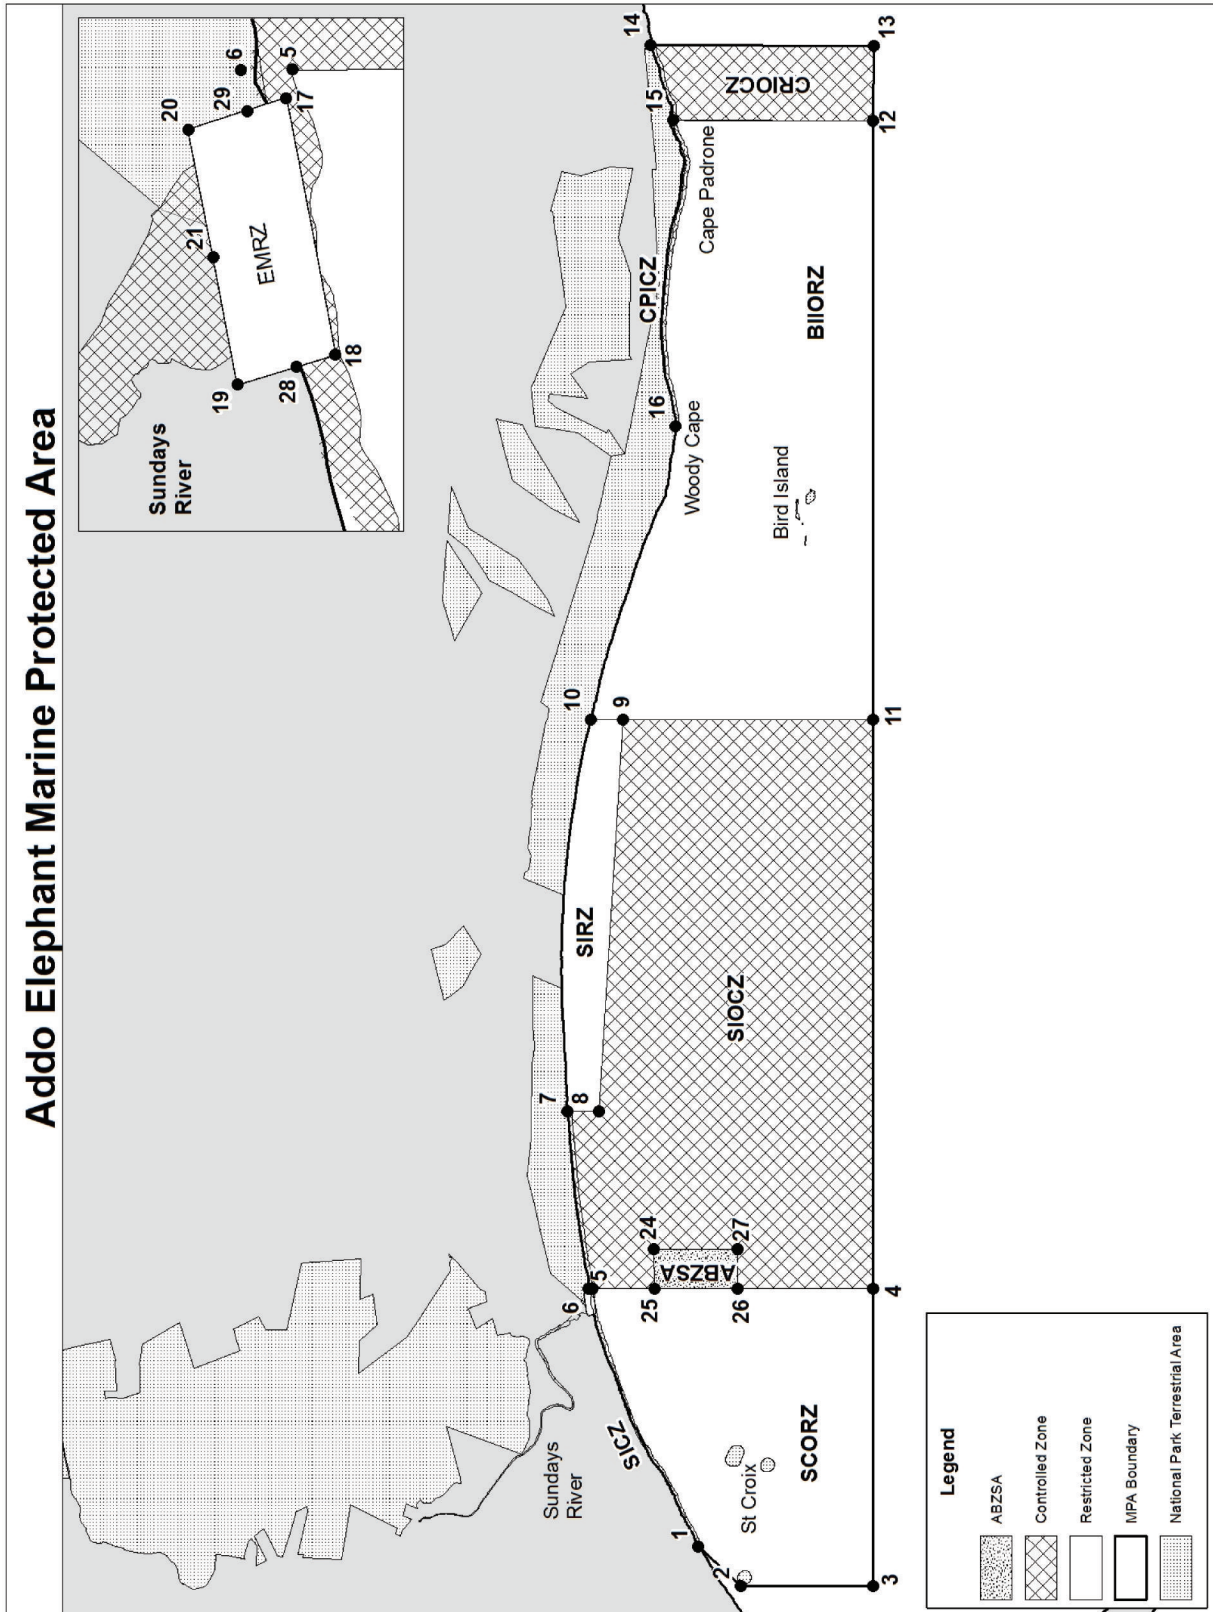 Addo Elephant Marine Protected Area
Sundays
River
20
29
6
5
17
21
EMRZ
19
28
18
14
15
CRIOCZ
13
12
Cape Padrone
CPICZ
BIIORZ
16
Woody Cape
Bird Island
10
9
11
SIRZ
SIOCZ
7
8
24
27
ABZSA
25
26
6
5
4
Sundays
River
SICZ
St Croix
SCORZ
1
2
3
Legend
ABZSA
Controlled Zone
Restricted Zone
MPA Boundary
National Park Terrestrial Area